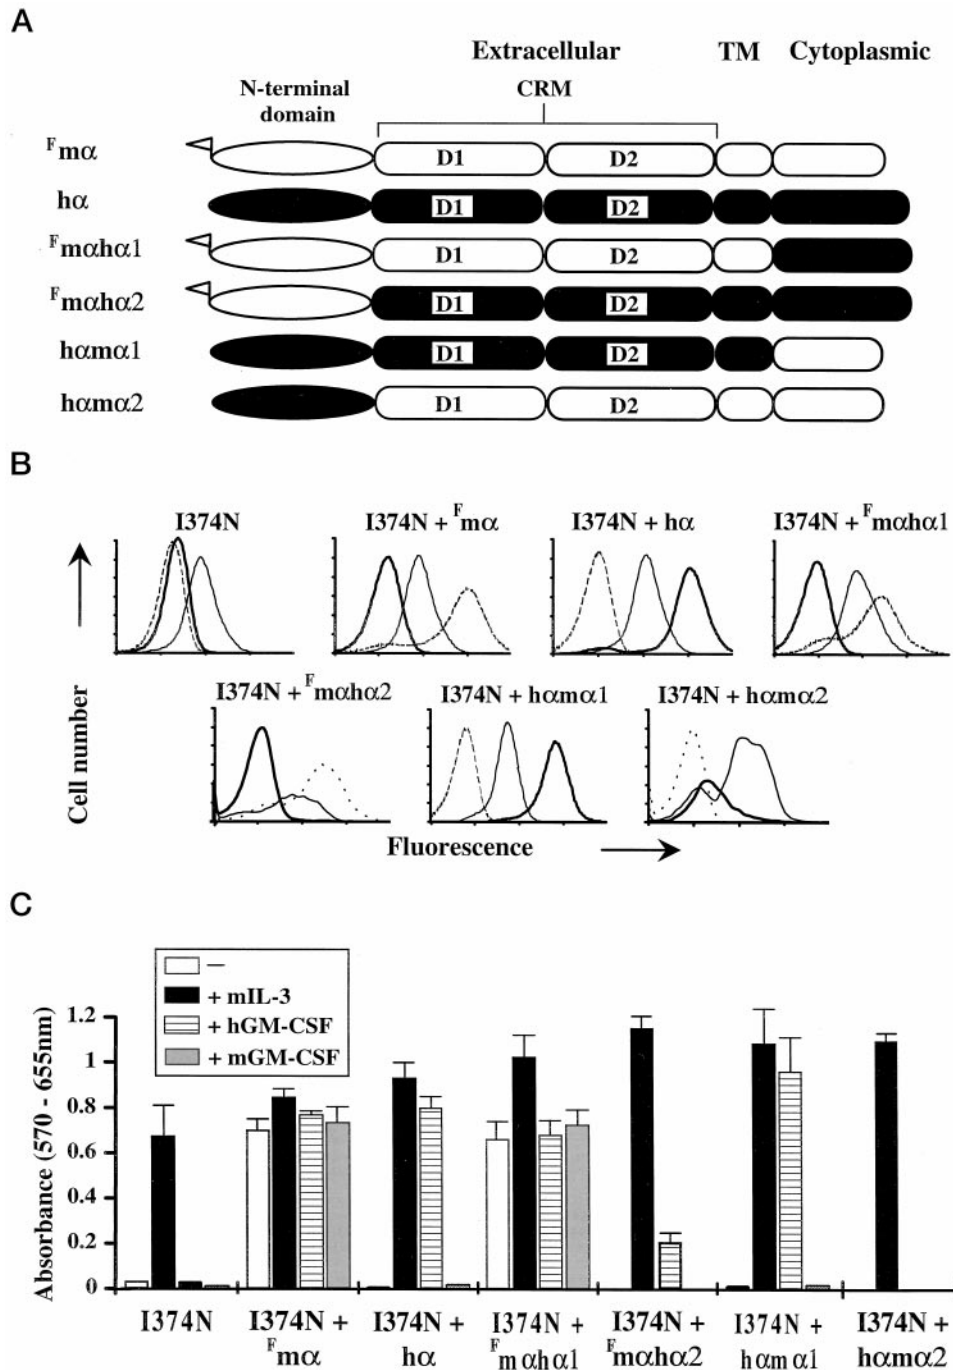 A
Extracellular TM Cytoplasmic
N-terminal domain
CRM
Fmα
D1 D2
hα
D1 D2
Fmαhα1
D1 D2
Fmαhα2
D1 D2
hαmα1
D1 D2
hαmα2
D1 D2
B
I374N
I374N + Fmα
I374N + hα
I374N + Fmαhα1
I374N + Fmαhα2
I374N + hαmα1
I374N + hαmα2
Cell number
Fluorescence
C
—
+ mIL-3
+ hGM-CSF
+ mGM-CSF
Absorbance (570 - 655nm)
1.2
1
0.8
0.6
0.4
0.2
0
I374N
I374N + Fmα
I374N + hα
I374N + Fmαhα1
I374N + Fmαhα2
I374N + hαmα1
I374N + hαmα2